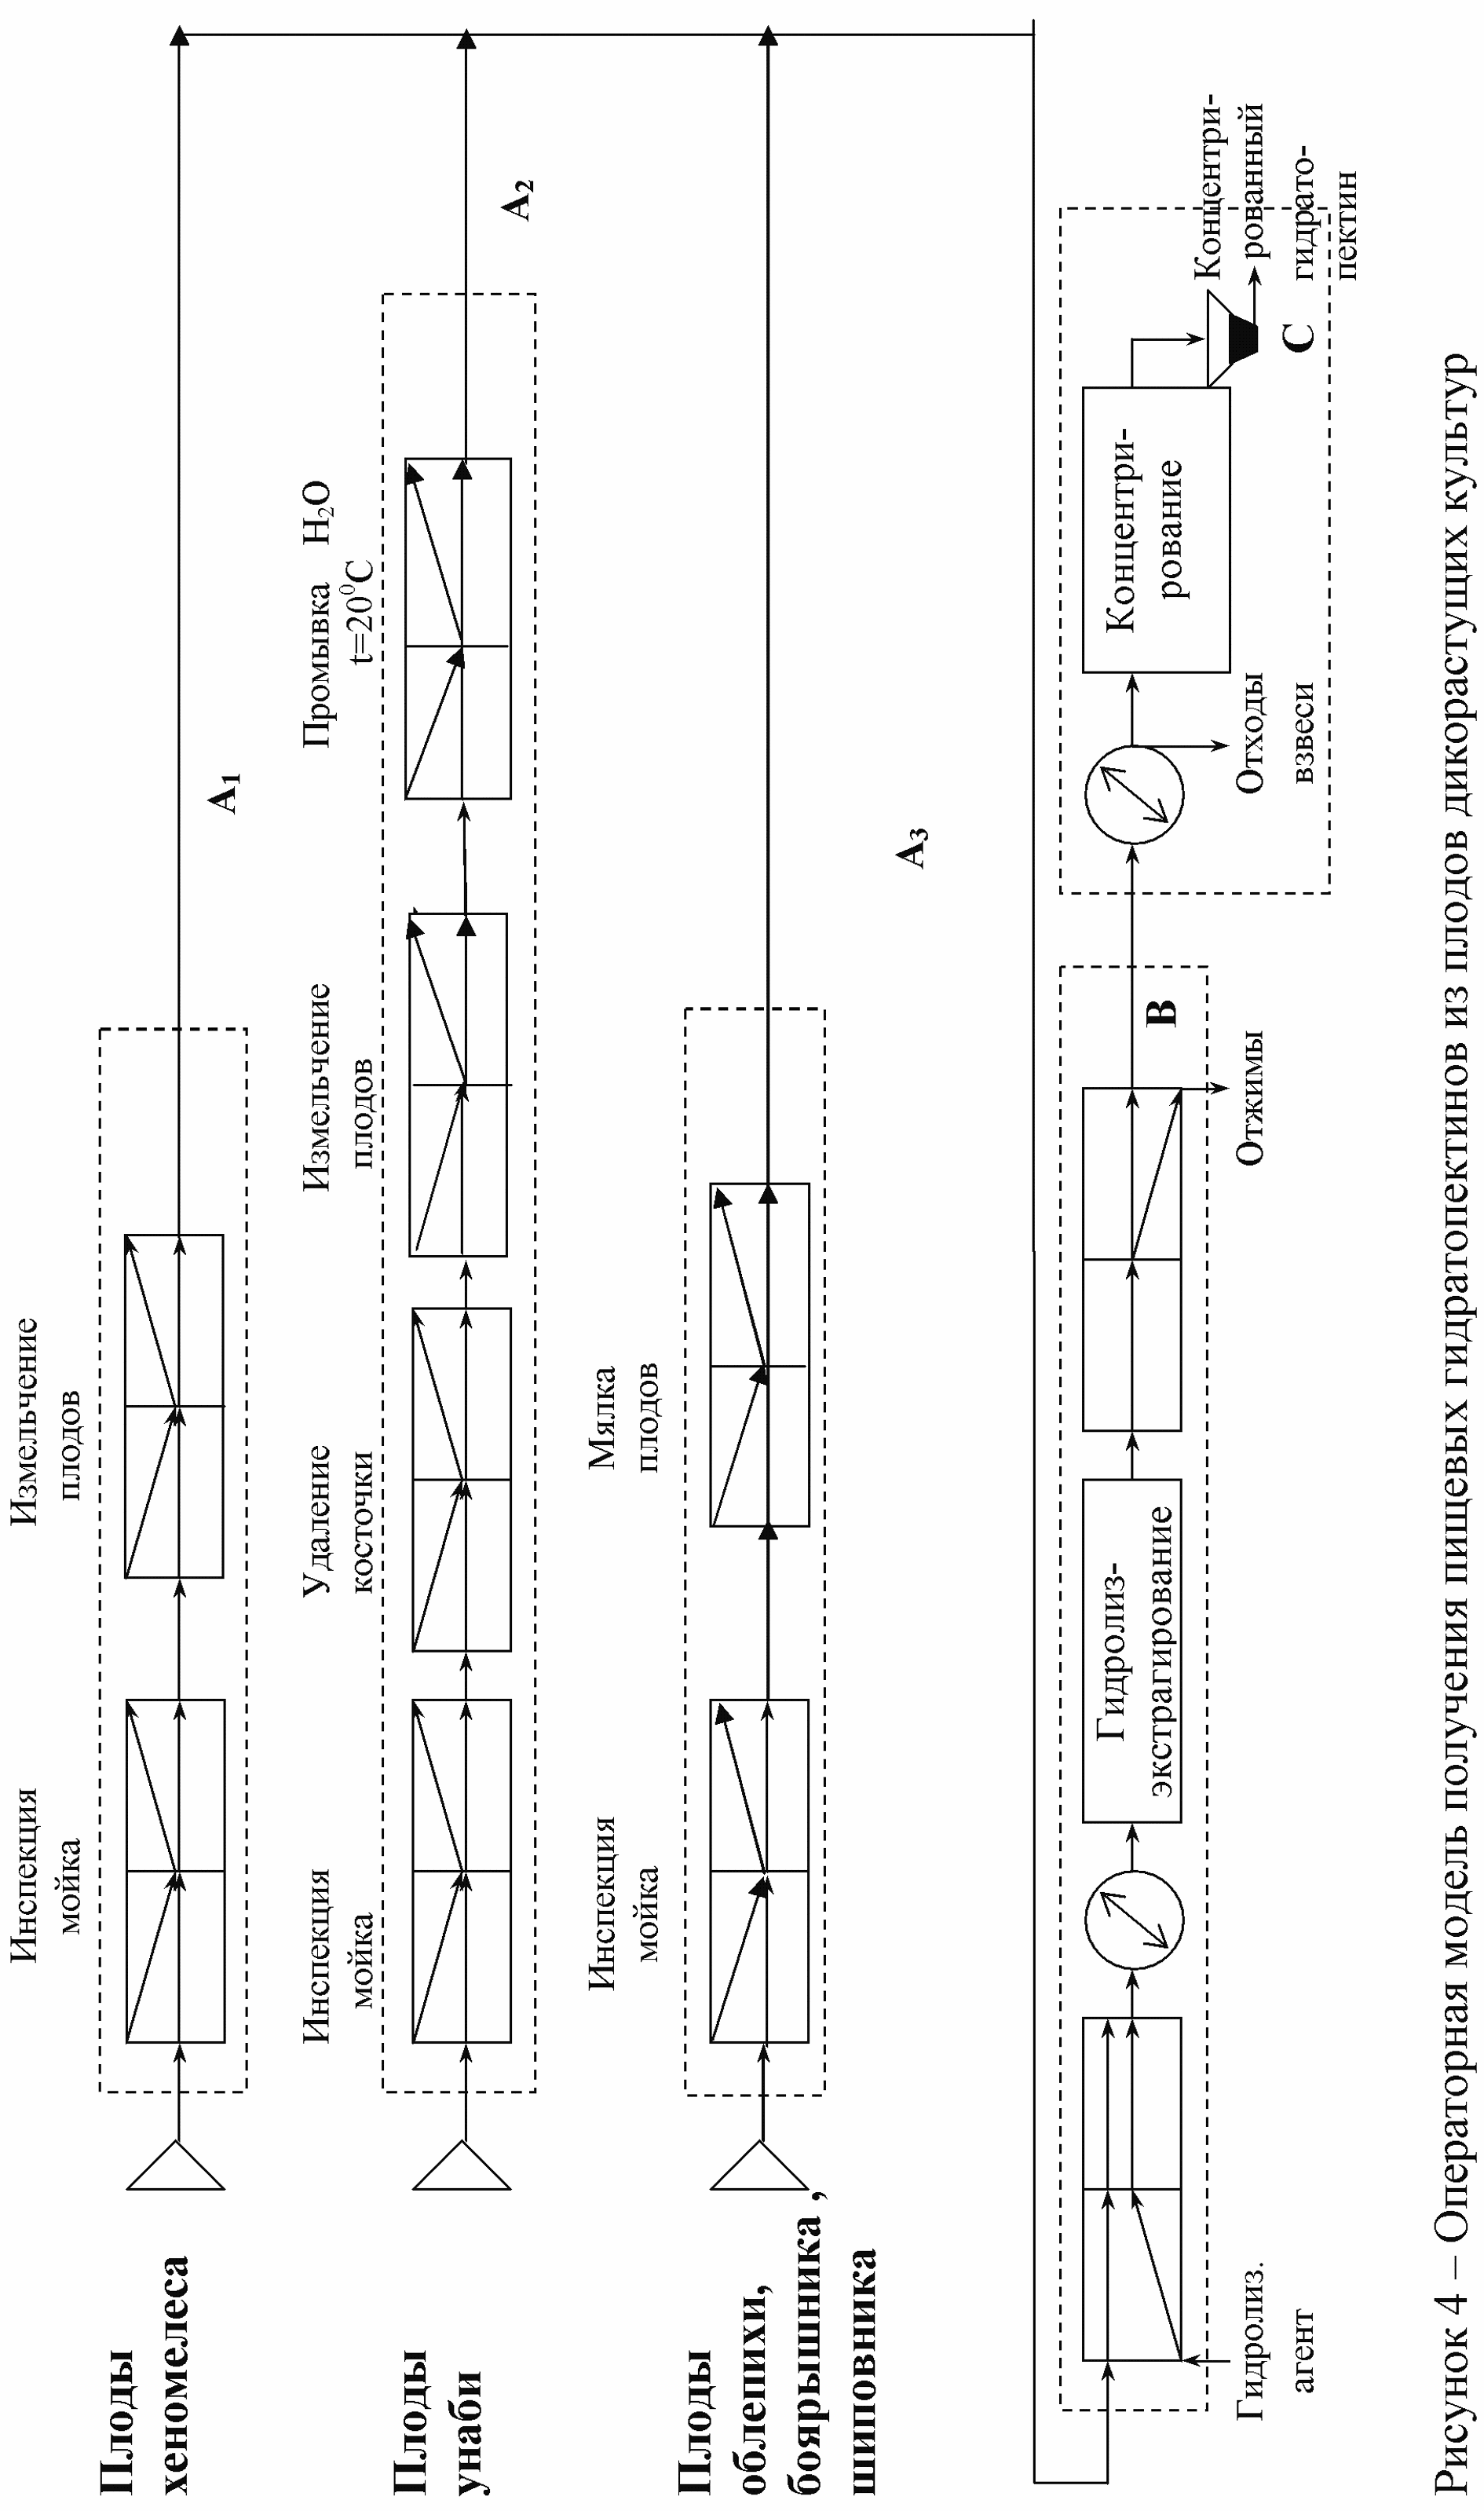 Плоды
хеномелеса
Инспекция
мойка
Измельчение
плодов
A1
Плоды
унаби
Инспекция
мойка
Удаление
косточки
Измельчение
плодов
Промывка H₂O
t=20⁰C
A2
Плоды
облепихи,
боярышника ,
шиповника
Инспекция
мойка
Мялка
плодов
A3
Гидролиз.
агент
Гидролиз-
экстрагирование
Отжимы
В
Отходы
взвеси
Концентри-
рование
С
Концентри-
рованный
гидрато-
пектин
Рисунок 4 – Операторная модель получения пищевых гидратопектинов из плодов дикорастущих культур